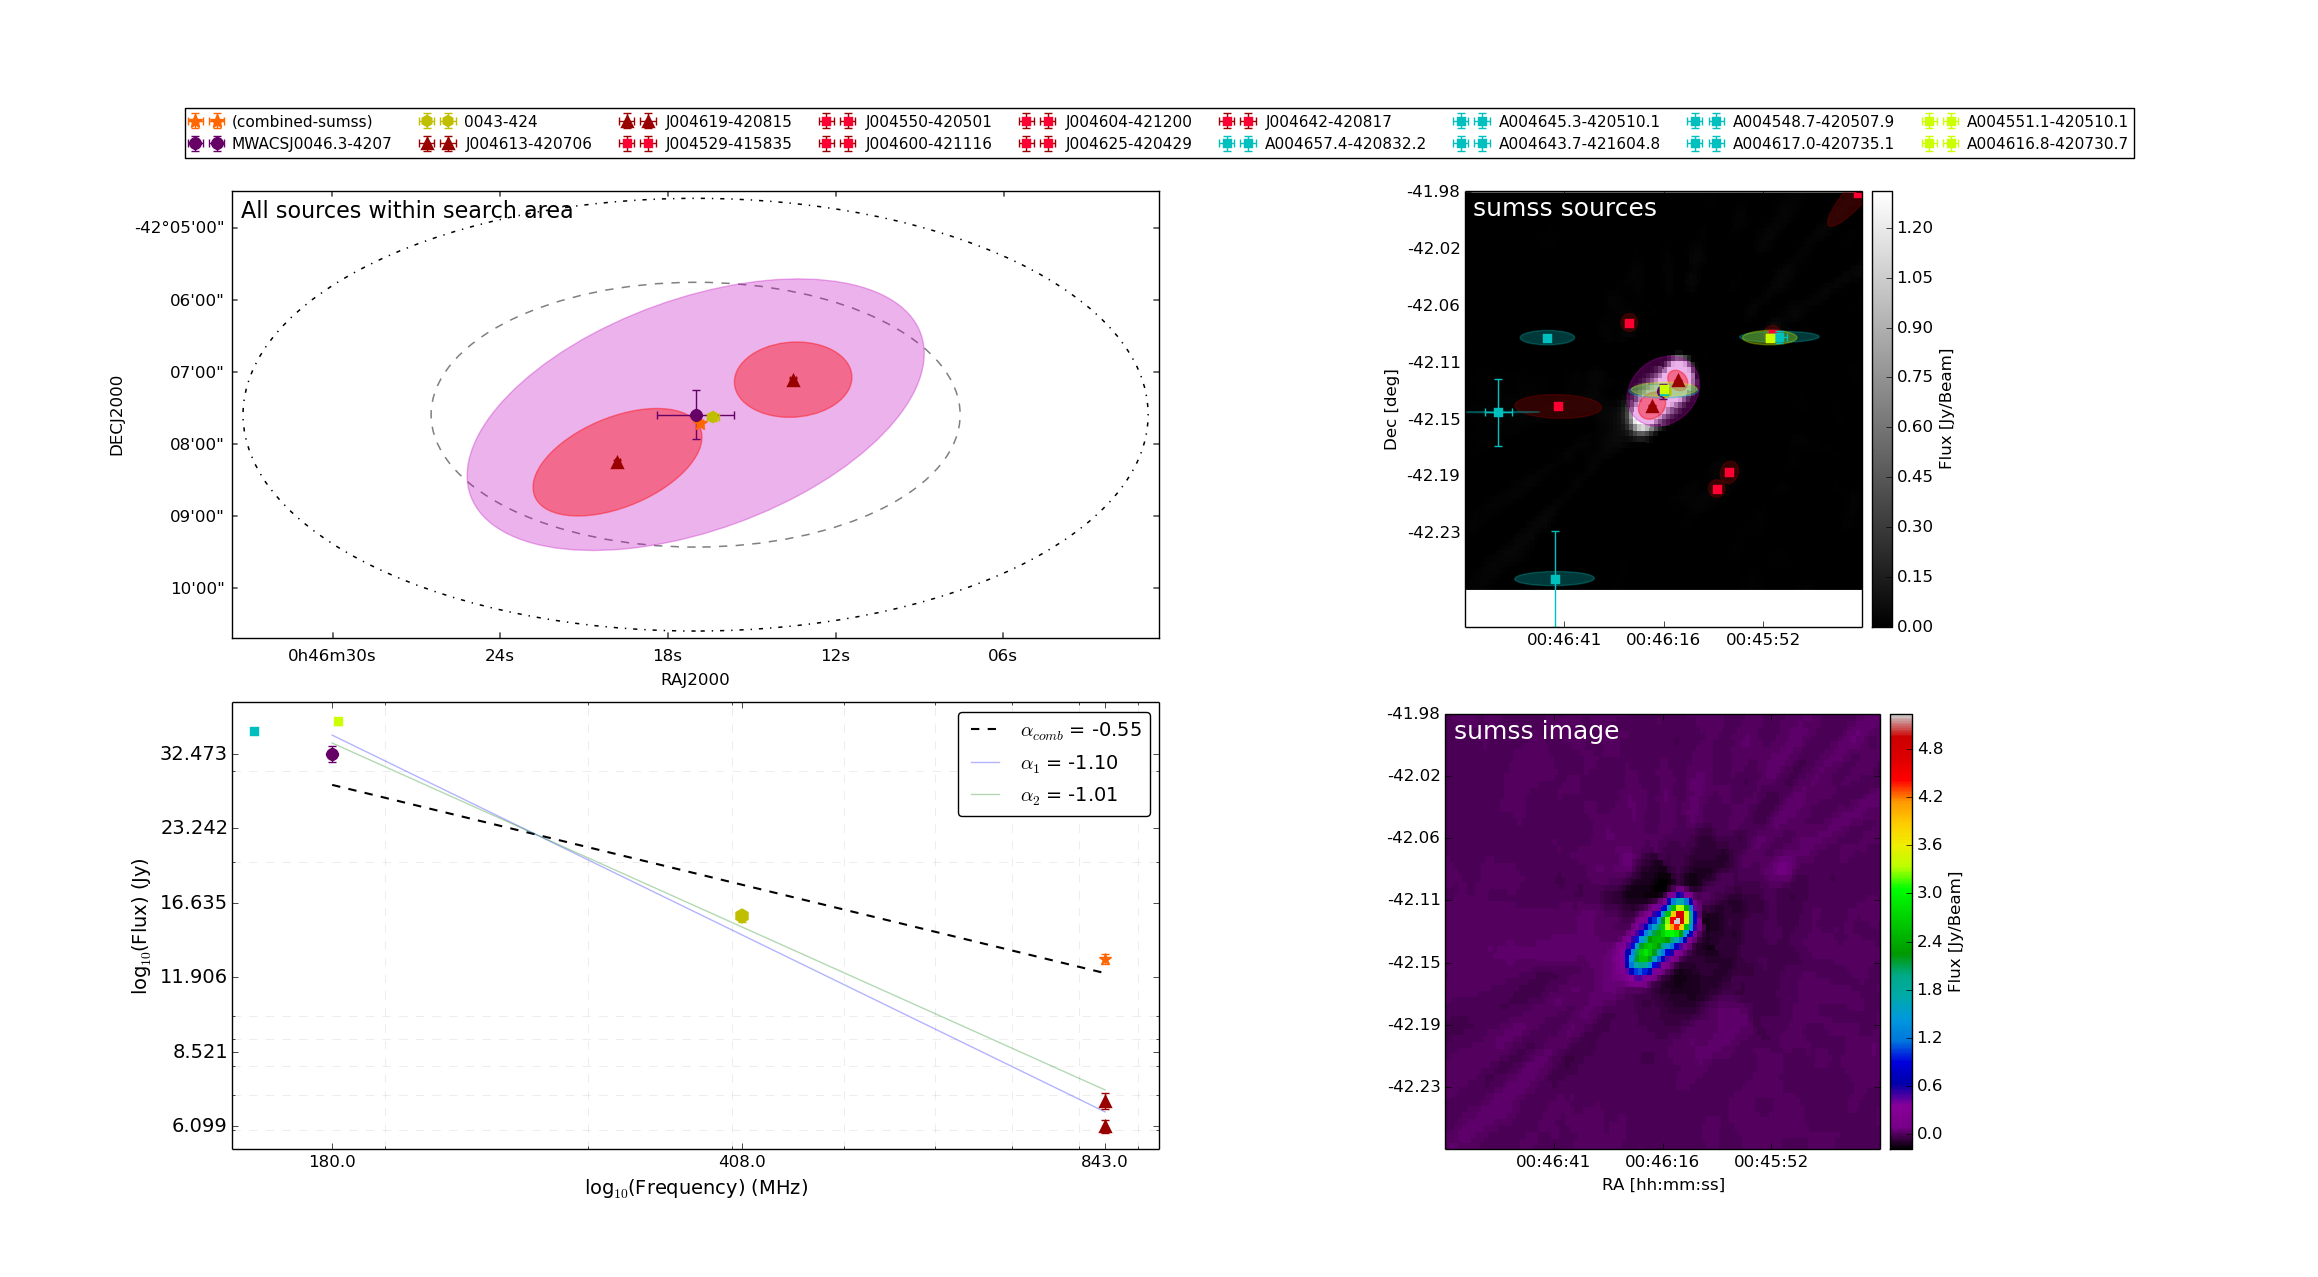 (combined-sumss) 0043-424 J004619-420815 J004550-420501 J004604-421200 J004642-420817 A004645.3-420510.1 A004548.7-420507.9 A004551.1-420510.1
MWACSJ0046.3-4207 J004613-420706 J004529-415835 J004600-421116 J004625-420429 A004657.4-420832.2 A004643.7-421604.8 A004617.0-420735.1 A004616.8-420730.7
All sources within search area
-42°05'00"
06'00"
07'00"
08'00"
09'00"
10'00"
DECJ2000
0h46m30s 24s 18s 12s 06s
RAJ2000
sumss sources
-41.98
-42.02
-42.06
-42.11
-42.15
-42.19
-42.23
Dec [deg]
00:46:41 00:46:16 00:45:52
1.20
1.05
0.90
0.75
0.60
0.45
0.30
0.15
0.00
Flux [Jy/Beam]
α_comb = -0.55
α_1 = -1.10
α_2 = -1.01
32.473
23.242
16.635
11.906
8.521
6.099
log_10(Flux) (Jy)
180.0 408.0 843.0
log_10(Frequency) (MHz)
sumss image
-41.98
-42.02
-42.06
-42.11
-42.15
-42.19
-42.23
00:46:41 00:46:16 00:45:52
RA [hh:mm:ss]
4.8
4.2
3.6
3.0
2.4
1.8
1.2
0.6
0.0
Flux [Jy/Beam]